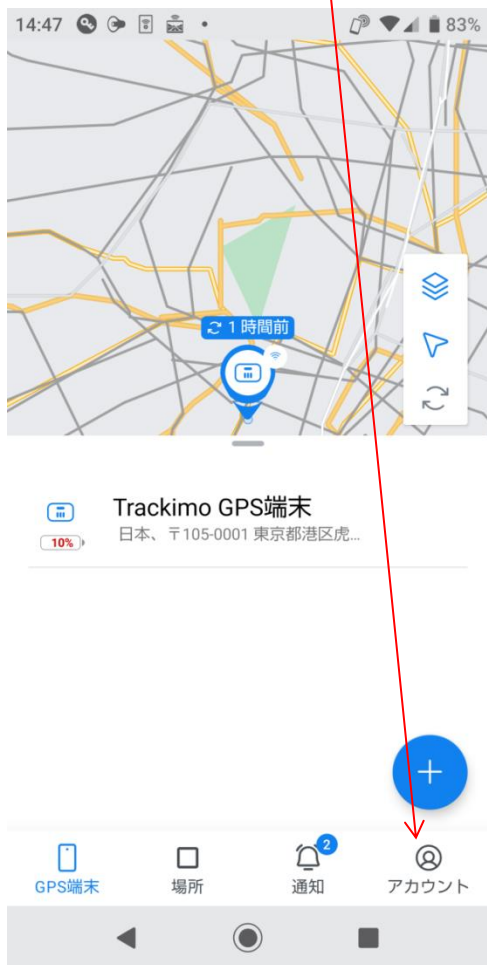 14:47
83%
1 時間前
Trackimo GPS端末
10%
日本、〒105-0001 東京都港区虎...
2
GPS端末
場所
通知
アカウント